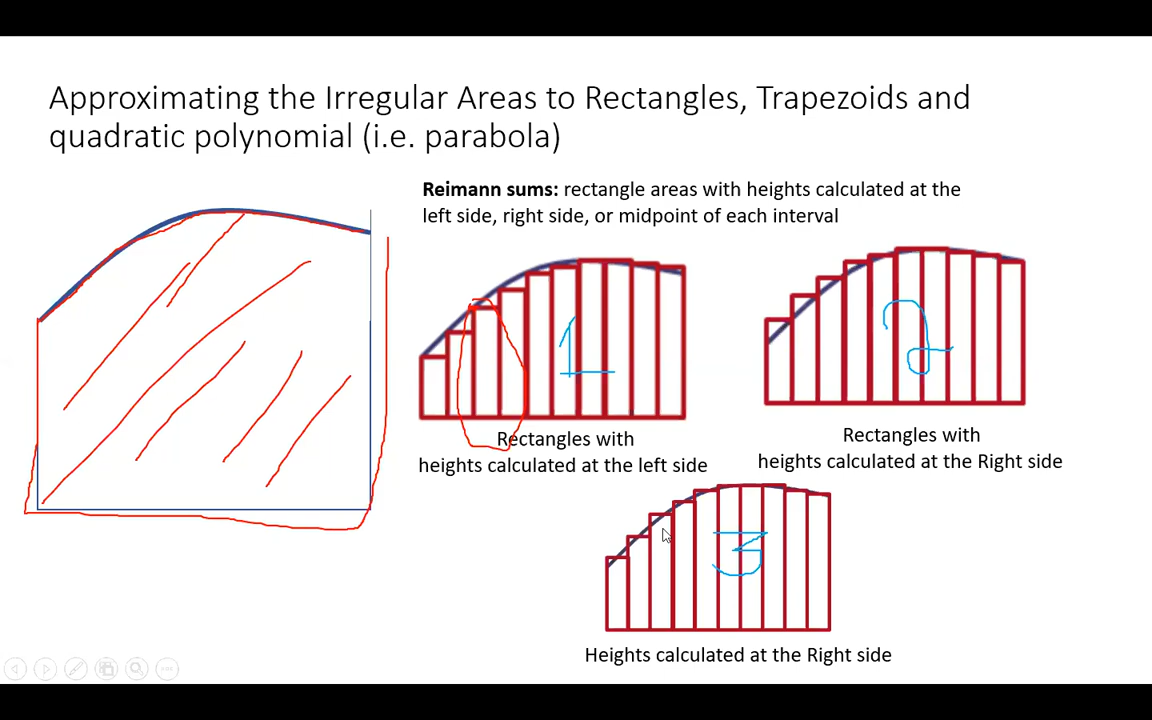 Approximating the Irregular Areas to Rectangles, Trapezoids and
quadratic polynomial (i.e. parabola)
Reimann sums: rectangle areas with heights calculated at the
left side, right side, or midpoint of each interval
1
2
Rectangles with
heights calculated at the left side
Rectangles with
heights calculated at the Right side
3
Heights calculated at the Right side